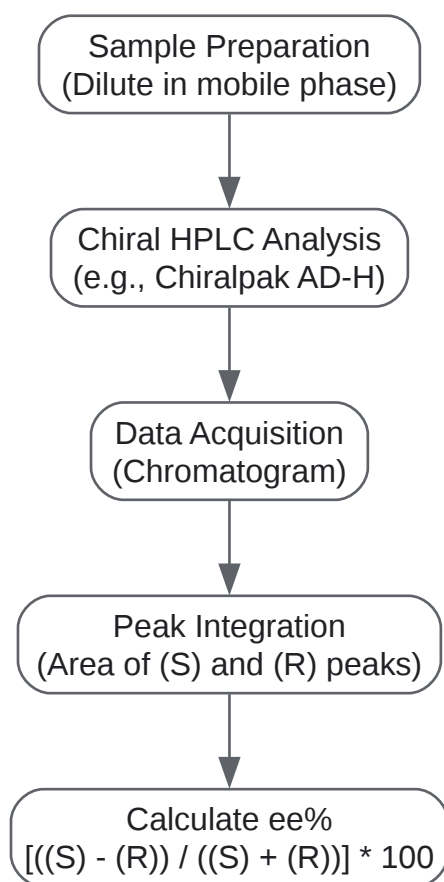 Sample Preparation
(Dilute in mobile phase)
Chiral HPLC Analysis
(e.g., Chiralpak AD-H)
Data Acquisition
(Chromatogram)
Peak Integration
(Area of (S) and (R) peaks)
Calculate ee%
[((S) - (R)) / ((S) + (R))] * 100